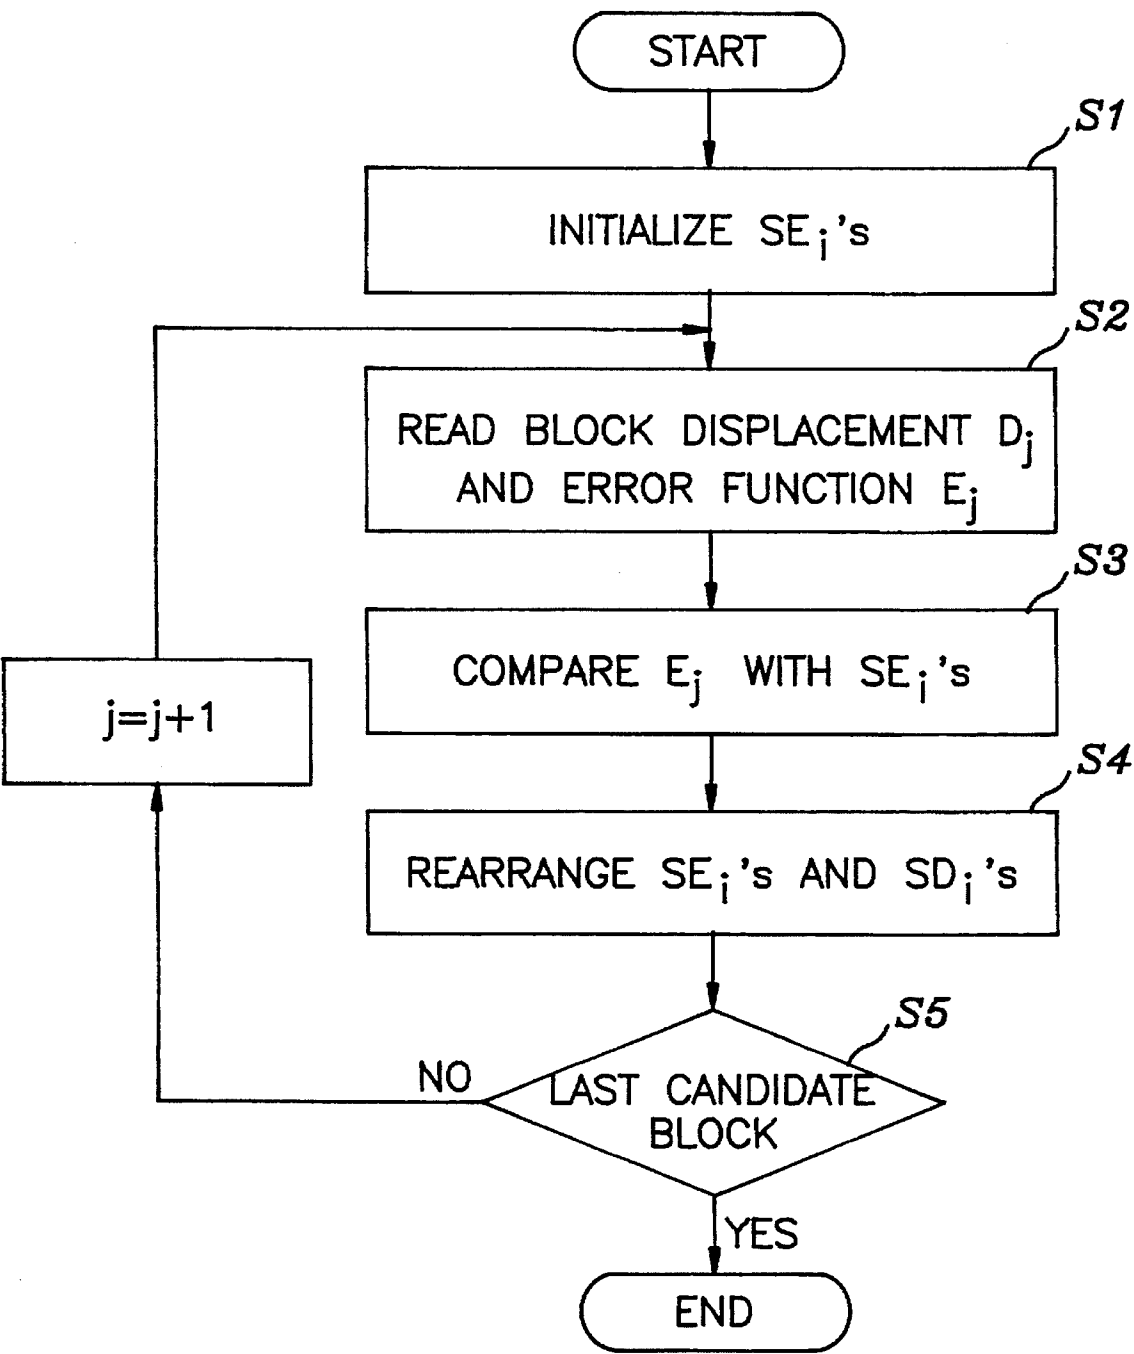 START
S1
INITIALIZE SEi's
S2
READ BLOCK DISPLACEMENT Dj
AND ERROR FUNCTION Ej
S3
COMPARE Ej WITH SEi's
j=j+1
S4
REARRANGE SEi's AND SDi's
S5
NO
LAST CANDIDATE
BLOCK
YES
END